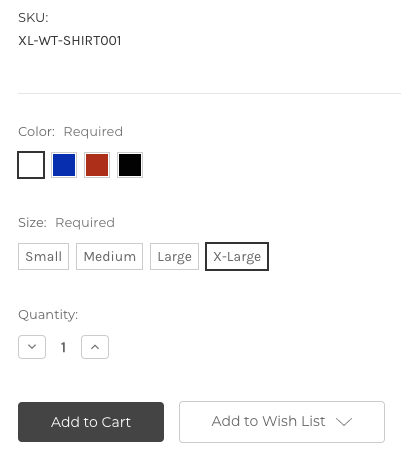 SKU:
XL-WT-SHIRT001
Color: Required
Size: Required
Small Medium Large X-Large
Quantity:
1
Add to Cart Add to Wish List